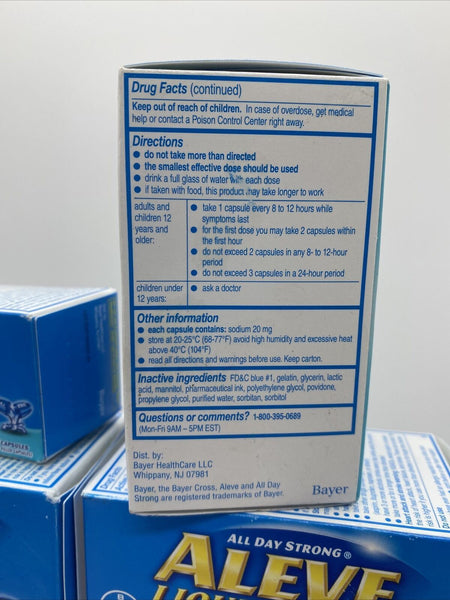 Drug Facts (continued)
Keep out of reach of children. In case of overdose, get medical
help or contact a Poison Control Center right away.
Directions
● do not take more than directed
● the smallest effective dose should be used
● drink a full glass of water with each dose
● if taken with food, this product may take longer to work
adults and
children 12
years and
older:
● take 1 capsule every 8 to 12 hours while
symptoms last
● for the first dose you may take 2 capsules within
the first hour
● do not exceed 2 capsules in any 8- to 12-hour
period
● do not exceed 3 capsules in a 24-hour period
children under
12 years:
● ask a doctor
Other information
● each capsule contains: sodium 20 mg
● store at 20-25°C (68-77°F) avoid high humidity and excessive heat
above 40°C (104°F)
● read all directions and warnings before use. Keep carton.
Inactive ingredients FD&C blue #1, gelatin, glycerin, lactic
acid, mannitol, pharmaceutical ink, polyethylene glycol, povidone,
propylene glycol, purified water, sorbitan, sorbitol
Questions or comments? 1-800-395-0689
(Mon-Fri 9AM – 5PM EST)
Dist. by:
Bayer HealthCare LLC
Whippany, NJ 07981
Bayer, the Bayer Cross, Aleve and All Day
Strong are registered trademarks of Bayer.
Bayer
CAPSULES
ALL DAY STRONG®
ALEVE